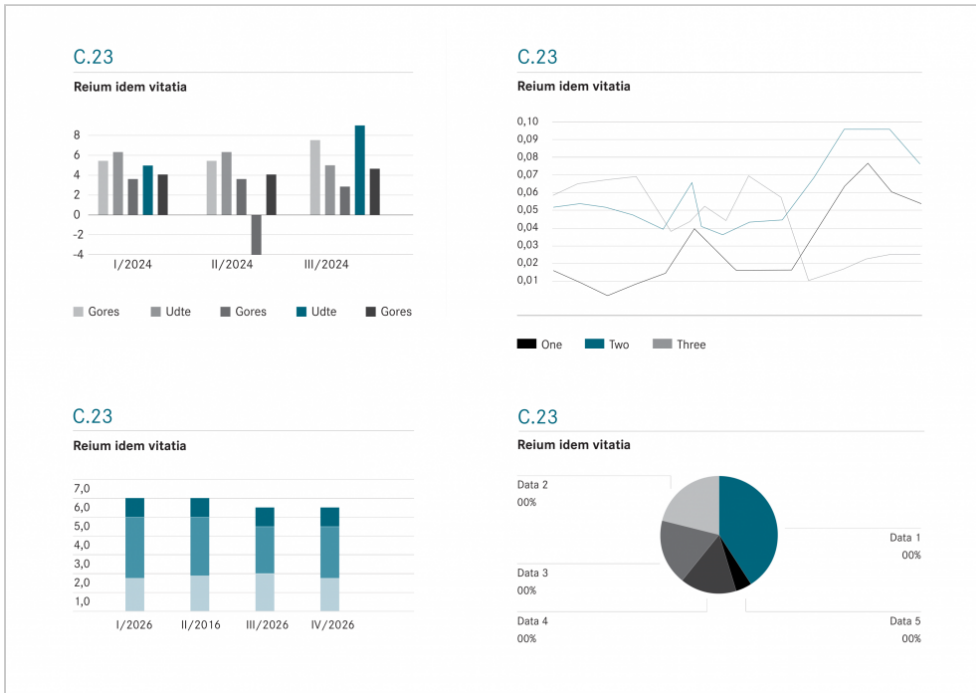 C.23
Reium idem vitatia
8
6
4
2
0
-2
-4
I/2024 II/2024 III/2024
Gores Udte Gores Udte Gores
C.23
Reium idem vitatia
0,10
0,09
0,08
0,07
0,06
0,05
0,04
0,03
0,02
0,01
One Two Three
C.23
Reium idem vitatia
7,0
6,0
5,0
4,0
3,0
2,0
1,0
I/2026 II/2016 III/2026 IV/2026
C.23
Reium idem vitatia
Data 2
00%
Data 1
00%
Data 3
00%
Data 4
00%
Data 5
00%